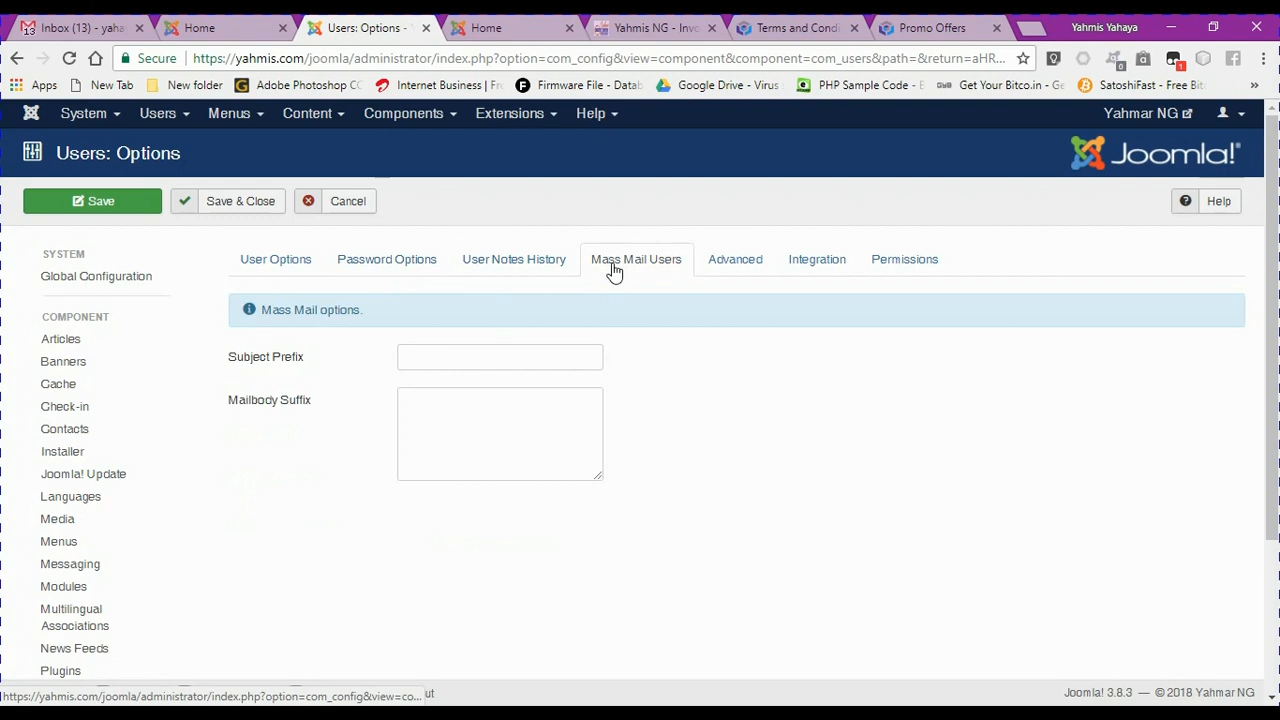 Inbox (13) - yaha
Home
Users: Options -
Home
Yahmis NG - Invo
Terms and Condi
Promo Offers
Yahmis Yahaya
Secure
https://yahmis.com/joomla/administrator/index.php?option=com_config&view=component&component=com_users&path=&return=aHR...
Apps
New Tab
New folder
Adobe Photoshop CC
Internet Business | Fr
Firmware File - Datab
Google Drive - Virus
PHP Sample Code -
Get Your Bitco.in - Ge
SatoshiFast - Free Bit
System
Users
Menus
Content
Components
Extensions
Help
Yahmar NG
Users: Options
Joomla!®
Save
Save & Close
Cancel
Help
SYSTEM
Global Configuration
COMPONENT
Articles
Banners
Cache
Check-in
Contacts
Installer
Joomla! Update
Languages
Media
Menus
Messaging
Modules
Multilingual
Associations
News Feeds
Plugins
User Options
Password Options
User Notes History
Mass Mail Users
Advanced
Integration
Permissions
Mass Mail options.
Subject Prefix
Mailbody Suffix
https://yahmis.com/joomla/administrator/index.php?option=com_config&view=co...
ut
Joomla! 3.8.3 — © 2018 Yahmar NG